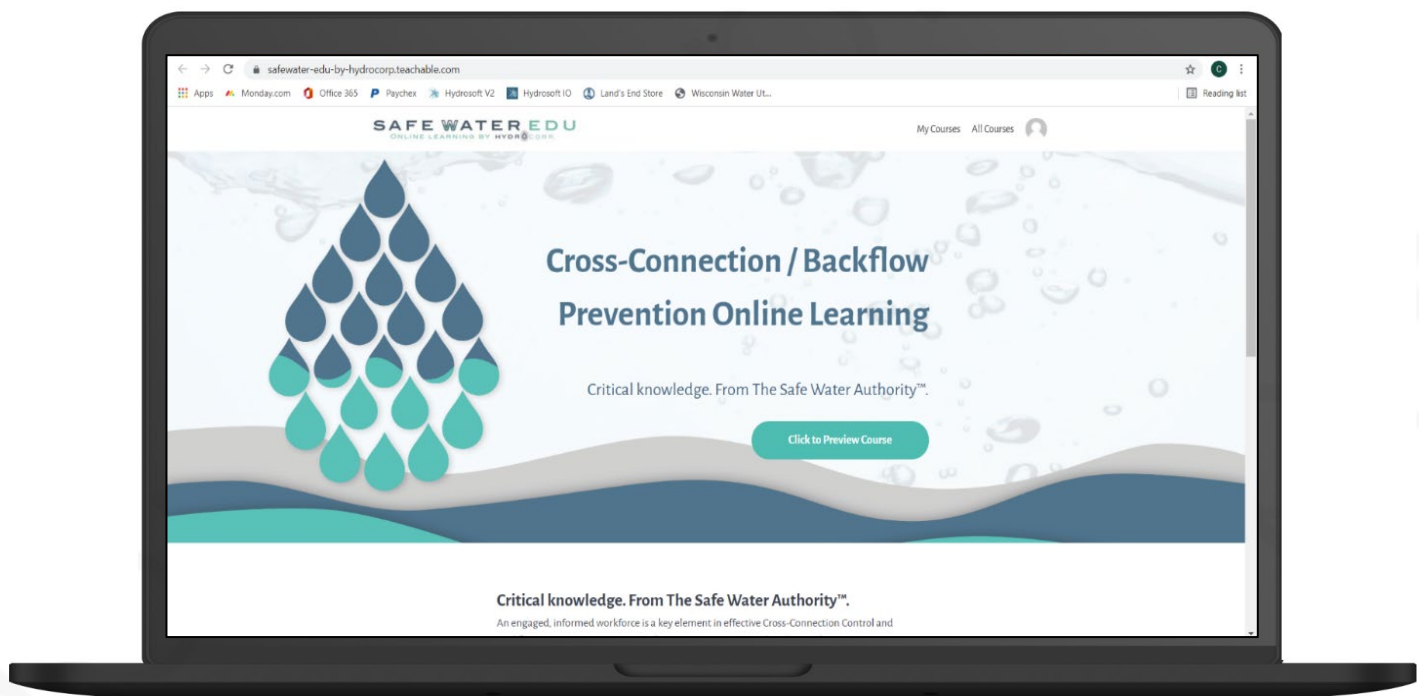 safewater-edu-by-hydrocorp.teachable.com
C
Apps Monday.com Office 365 Paychex Hydrosoft V2 Hydrosoft IO Land's End Store Wisconsin Water Ut... Reading list
SAFE WATER EDU
ONLINE LEARNING BY HYDROCORP
My Courses All Courses
Cross-Connection / Backflow
Prevention Online Learning
Critical knowledge. From The Safe Water Authority™.
Click to Preview Course
Critical knowledge. From The Safe Water Authority™.
An engaged, informed workforce is a key element in effective Cross-Connection Control and